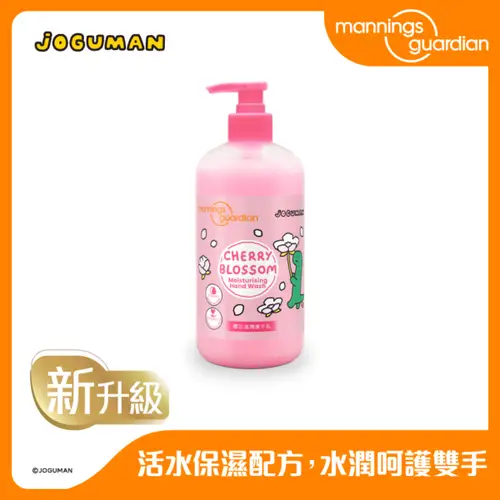 JOGUMAN
mannings
guardian
mannings
guardian
JOGUMAN
CHERRY
BLOSSOM
Moisturising
Hand Wash
新升級
©JOGUMAN
活水保濕配方，水潤呵護雙手